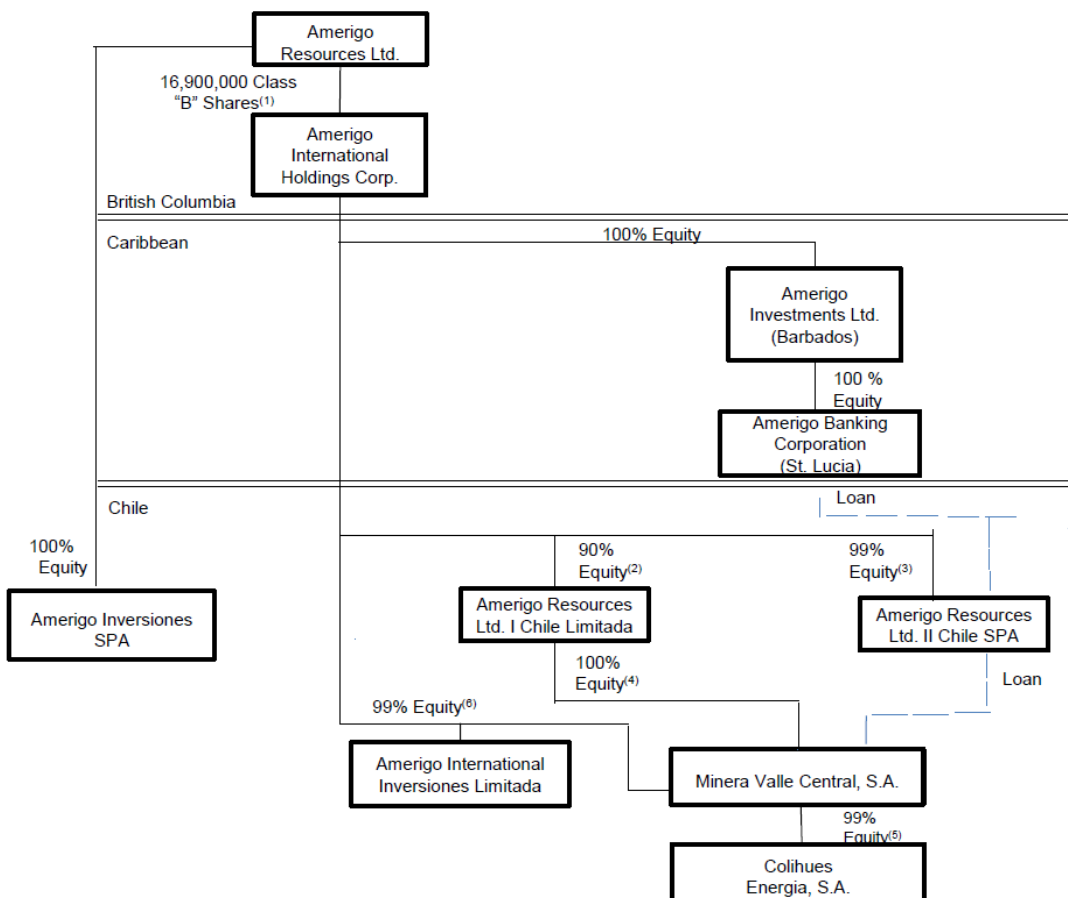 Amerigo
Resources Ltd.
16,900,000 Class
“B” Shares(1)
Amerigo
International
Holdings Corp.
British Columbia
Caribbean
100% Equity
Amerigo
Investments Ltd.
(Barbados)
100 %
Equity
Amerigo Banking
Corporation
(St. Lucia)
Chile
Loan
100%
Equity
90%
Equity(2)
99%
Equity(3)
Amerigo Inversiones
SPA
Amerigo Resources
Ltd. I Chile Limitada
Amerigo Resources
Ltd. II Chile SPA
100%
Equity(4)
Loan
99% Equity(6)
Amerigo International
Inversiones Limitada
Minera Valle Central, S.A.
99%
Equity(5)
Colihues
Energia, S.A.